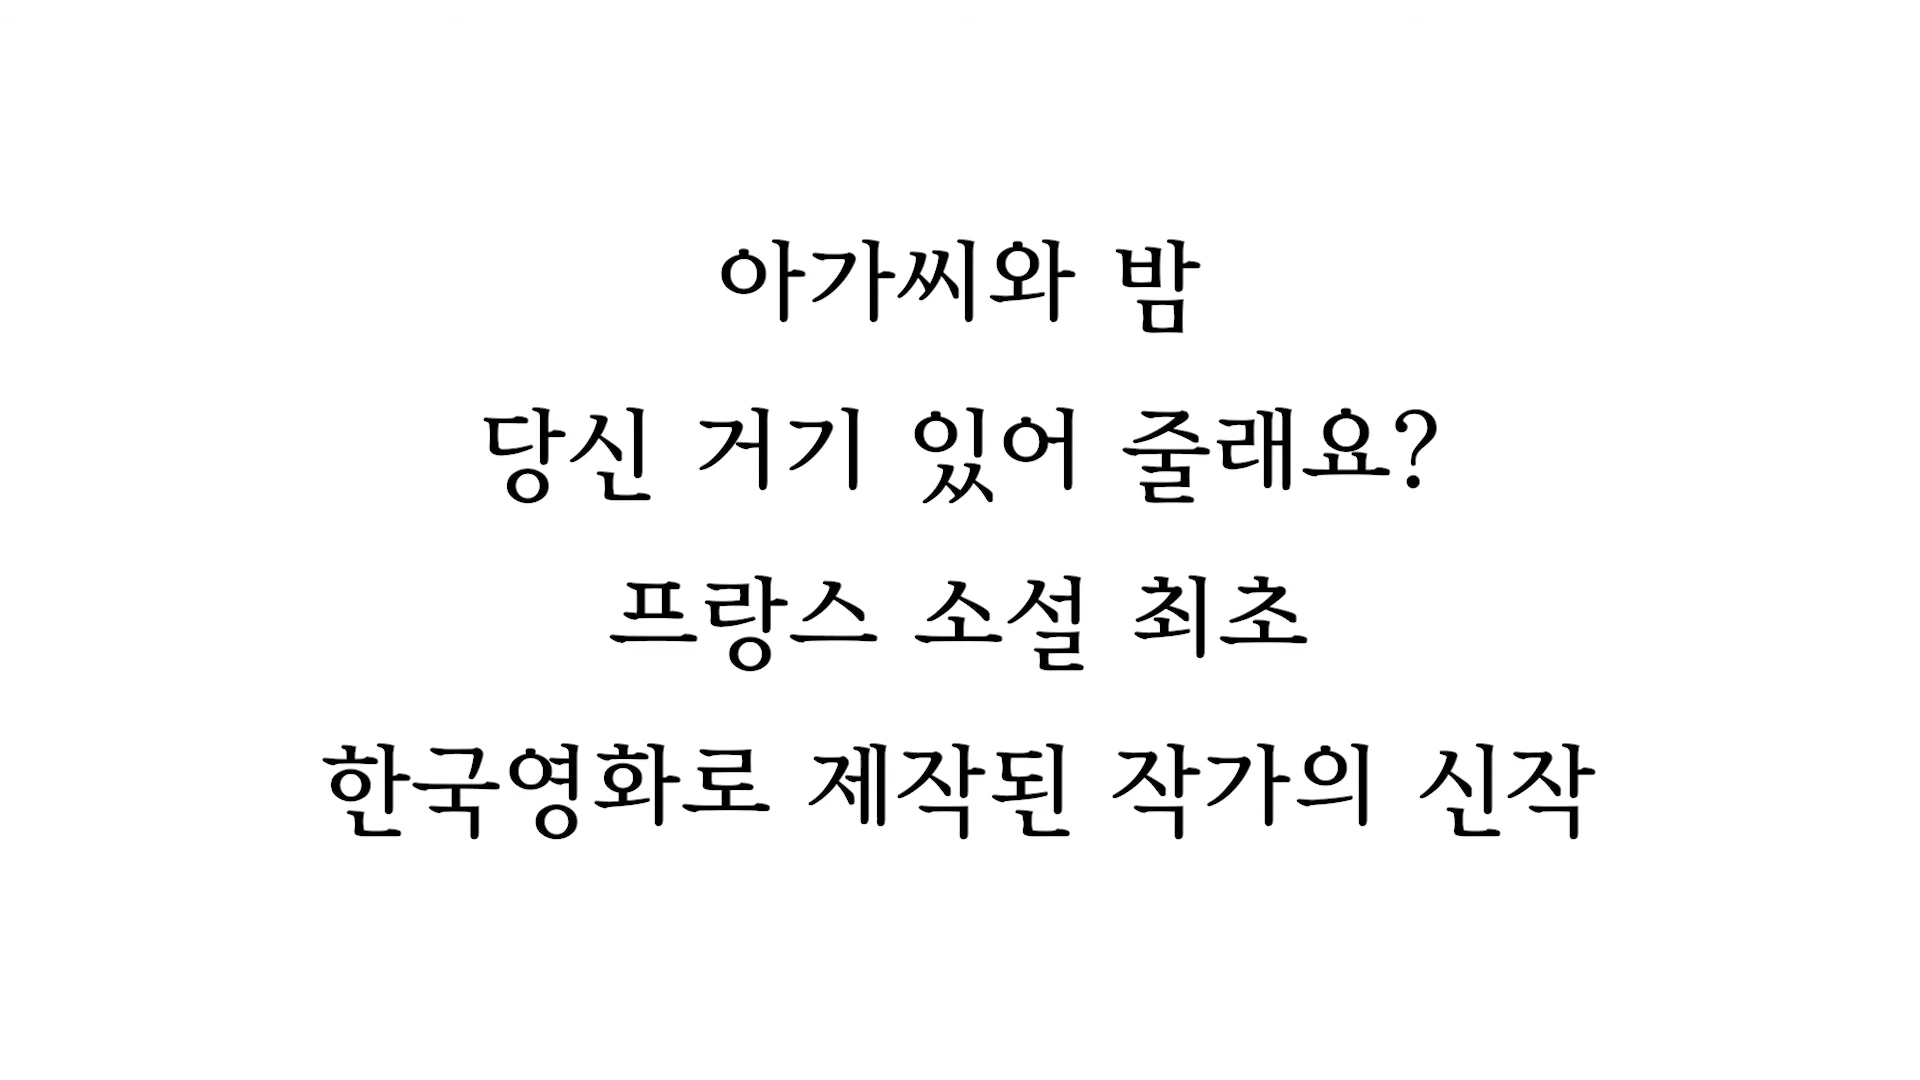 아가씨와 밤
당신 거기 있어 줄래요?
프랑스 소설 최초
한국영화로 제작된 작가의 신작